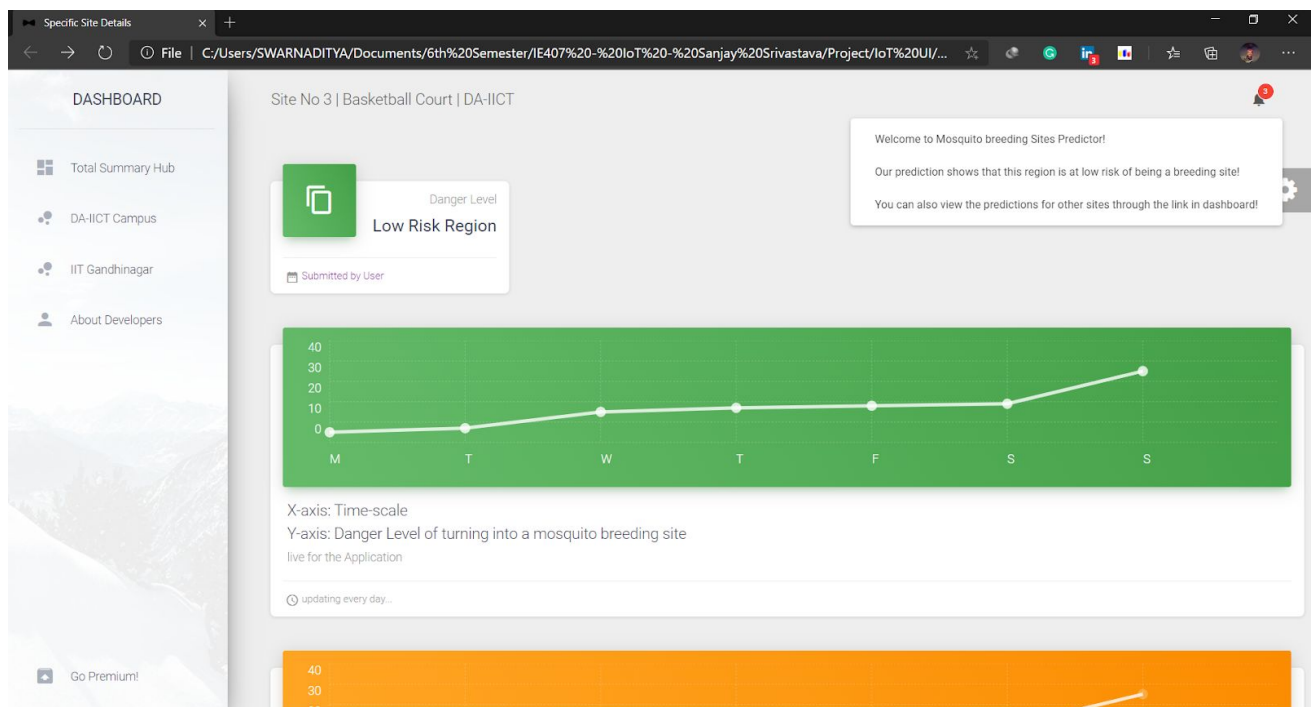 Specific Site Details
File | C:/Users/SWARNADITYA/Documents/6th%20Semester/IE407%20-%20IoT%20-%20Sanjay%20Srivastava/Project/IoT%20UI/...
3
DASHBOARD
Total Summary Hub
DA-IICT Campus
IIT Gandhinagar
About Developers
Go Premium!
Site No 3 | Basketball Court | DA-IICT
3
Welcome to Mosquito breeding Sites Predictor!
Our prediction shows that this region is at low risk of being a breeding site!
You can also view the predictions for other sites through the link in dashboard!
Danger Level
Low Risk Region
Submitted by User
40
30
20
10
0
M T W T F S S
X-axis: Time-scale
Y-axis: Danger Level of turning into a mosquito breeding site
live for the Application
updating every day...
40
30